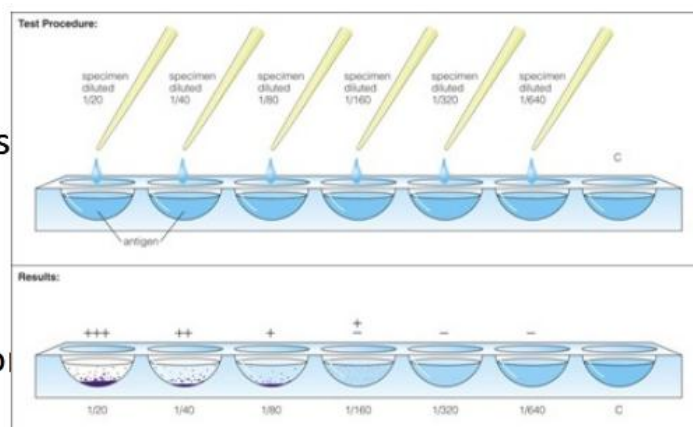 Test Procedure:
specimen diluted 1/20
specimen diluted 1/40
specimen diluted 1/80
specimen diluted 1/160
specimen diluted 1/320
specimen diluted 1/640
C
s
antigen
Results:
+++ ++ + + − − −
or
1/20 1/40 1/80 1/160 1/320 1/640 C